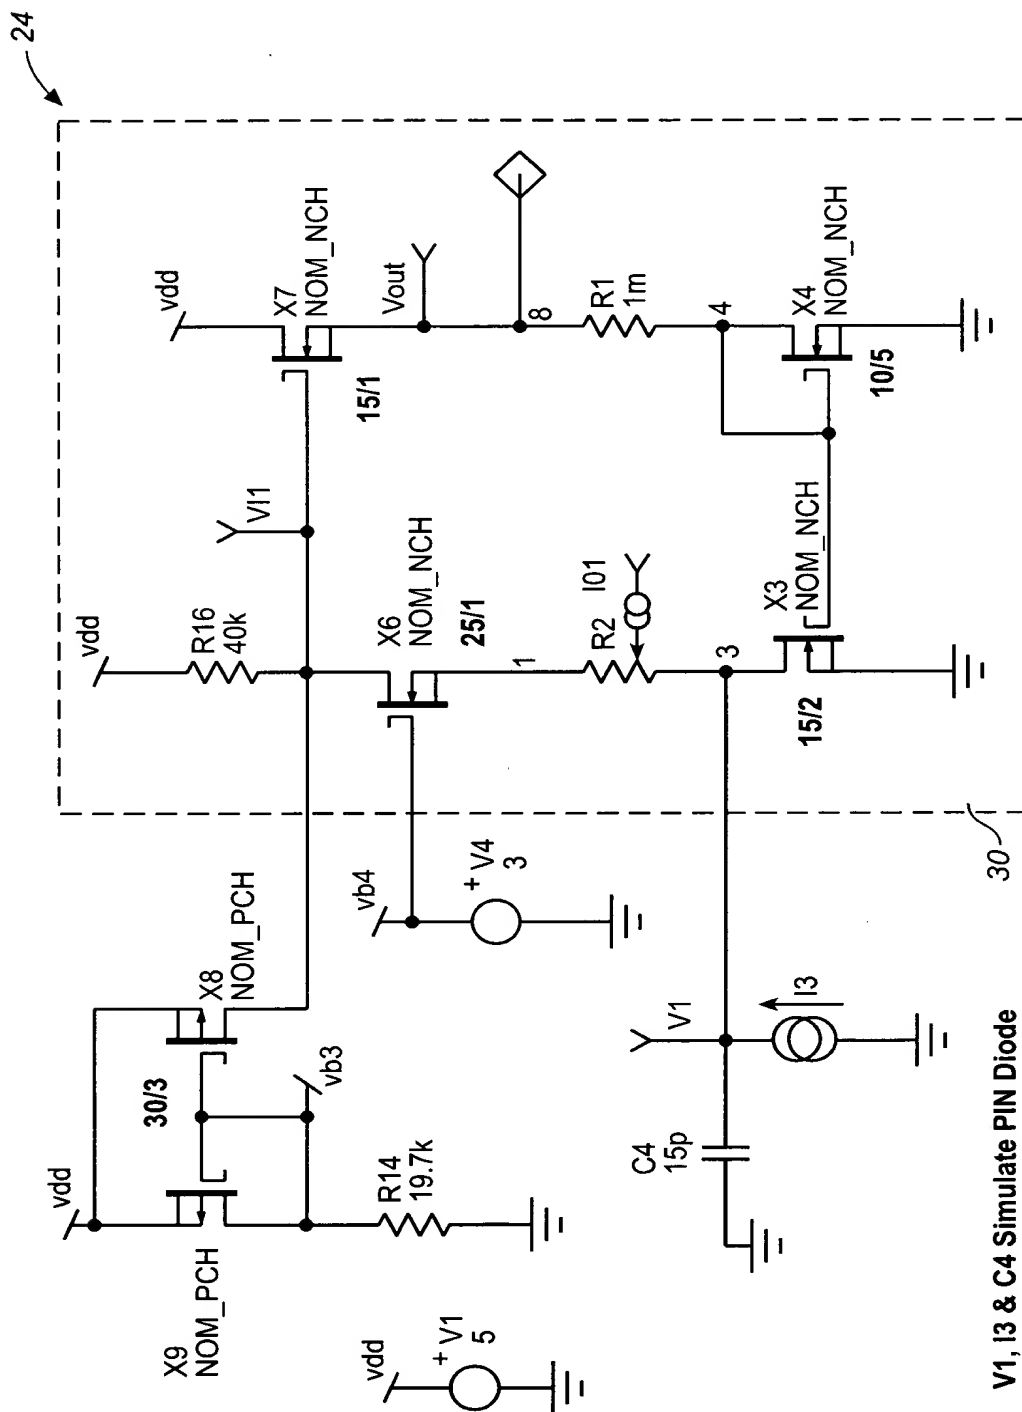 24
vdd
X7
NOM_NCH
15/1
Vout
8
R1
1m
4
X4
NOM_NCH
10/5
VI1
vdd
R16
40k
X6
NOM_NCH
25/1
1
R2
I01
3
X3
NOM_NCH
15/2
30
X8
NOM_PCH
30/3
vb3
vb4
+ V4
3
V1
I3
C4
15p
vdd
X9
NOM_PCH
R14
19.7k
vdd
+ V1
5
V1, I3 & C4 Simulate PIN Diode